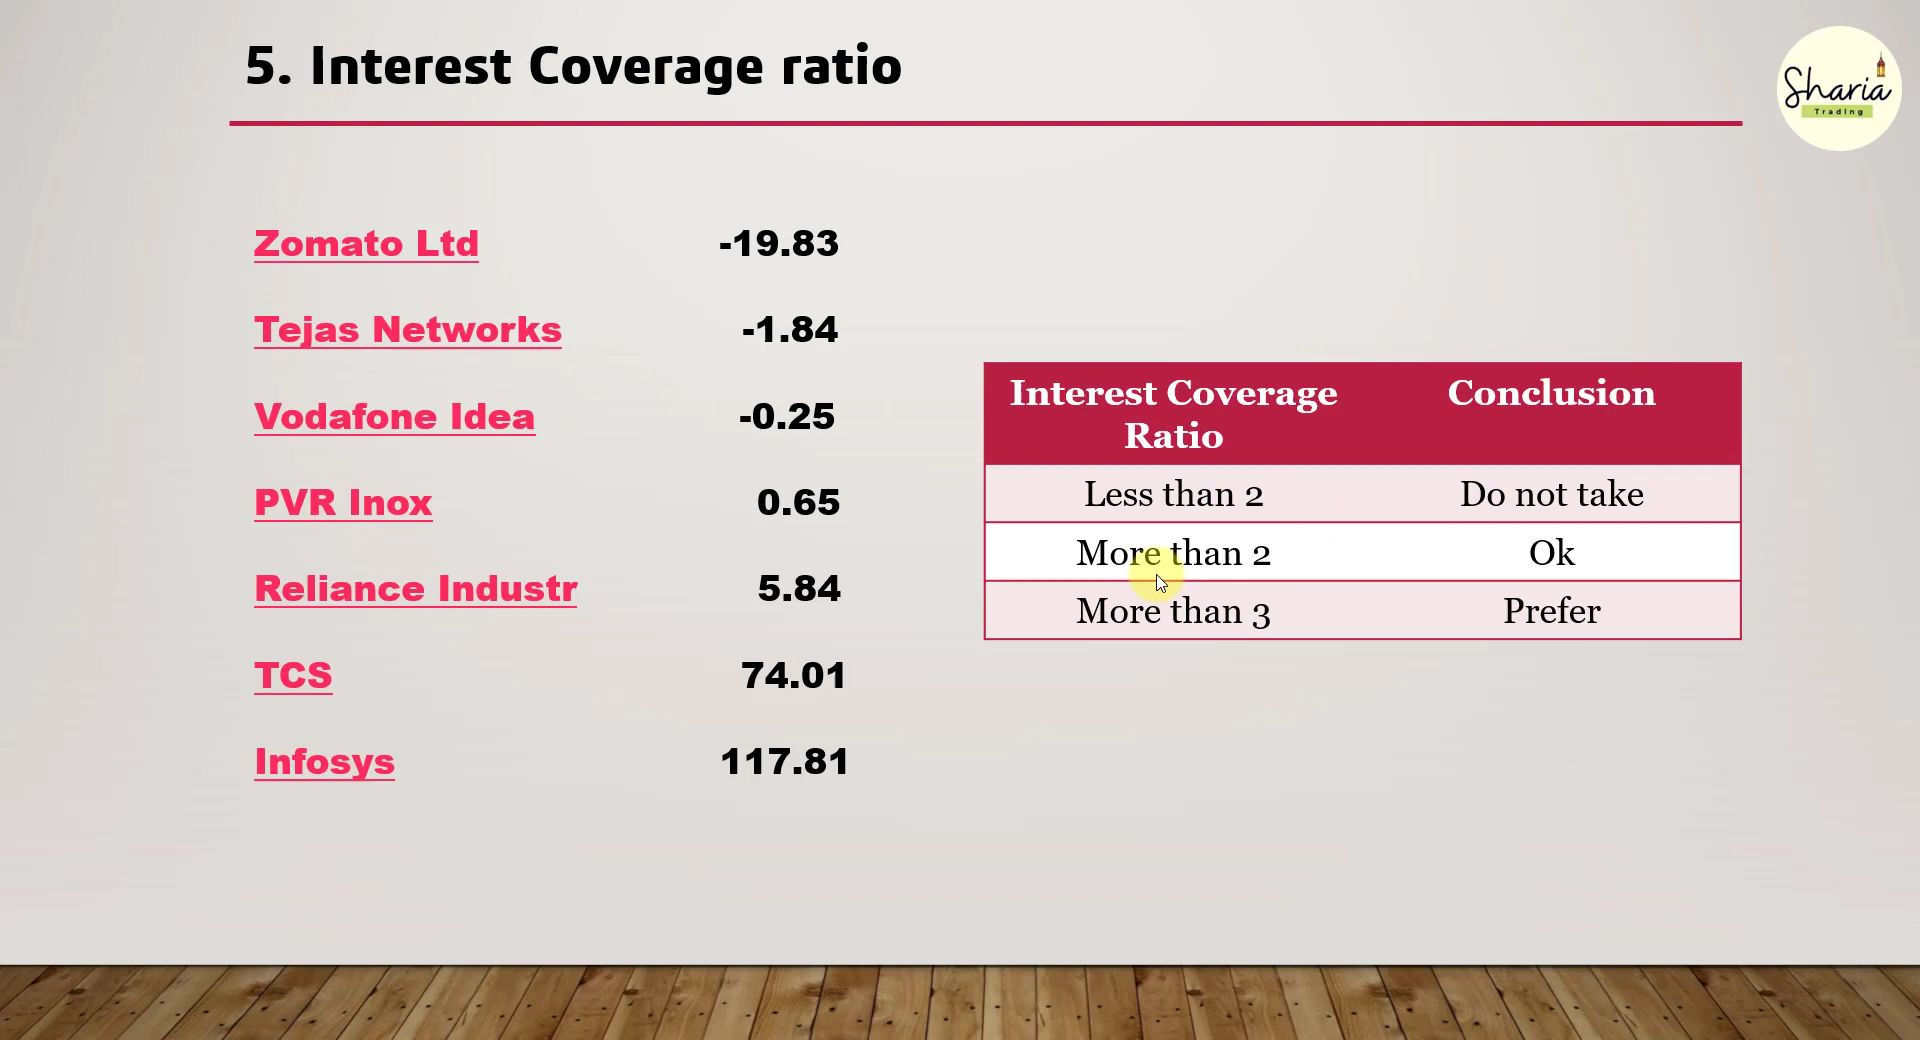 5. Interest Coverage ratio
Sharia
Trading
Zomato Ltd -19.83
Tejas Networks -1.84
Vodafone Idea -0.25
PVR Inox 0.65
Reliance Industr 5.84
TCS 74.01
Infosys 117.81
Interest Coverage Ratio Conclusion
Less than 2 Do not take
More than 2 Ok
More than 3 Prefer